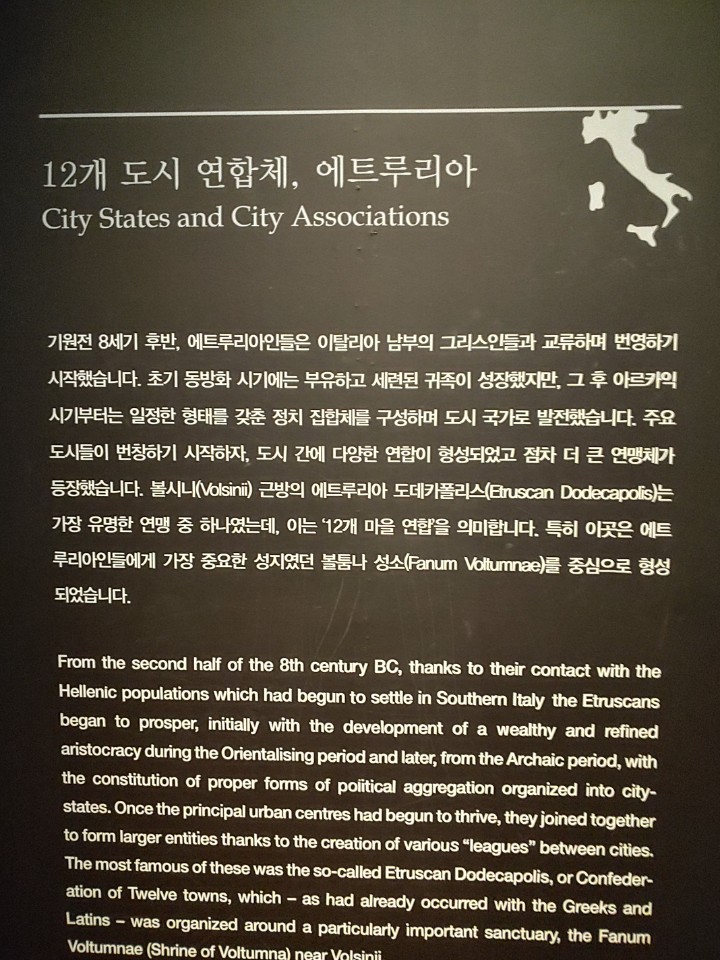 12개 도시 연합체, 에트루리아
City States and City Associations
기원전 8세기 후반, 에트루리아인들은 이탈리아 남부의 그리스인들과 교류하며 번영하기
시작했습니다. 초기 동방화 시기에는 부유하고 세련된 귀족이 성장했지만, 그 후 아르카익
시기부터는 일정한 형태를 갖춘 정치 집합체를 구성하며 도시 국가로 발전했습니다. 주요
도시들이 번창하기 시작하자, 도시 간에 다양한 연합이 형성되었고 점차 더 큰 연맹체가
등장했습니다. 볼시니(Volsinii) 근방의 에트루리아 도데카폴리스(Etruscan Dodecapolis)는
가장 유명한 연맹 중 하나였는데, 이는 ‘12개 마을 연합’을 의미합니다. 특히 이곳은 에트
루리아인들에게 가장 중요한 성지였던 볼툼나 성소(Fanum Voltumnae)를 중심으로 형성
되었습니다.
From the second half of the 8th century BC, thanks to their contact with the
Hellenic populations which had begun to settle in Southern Italy the Etruscans
began to prosper, initially with the development of a wealthy and refined
aristocracy during the Orientalising period and later, from the Archaic period, with
the constitution of proper forms of political aggregation organized into city-
states. Once the principal urban centres had begun to thrive, they joined together
to form larger entities thanks to the creation of various “leagues” between cities.
The most famous of these was the so-called Etruscan Dodecapolis, or Confeder-
ation of Twelve towns, which – as had already occurred with the Greeks and
Latins – was organized around a particularly important sanctuary, the Fanum
Voltumnae (Shrine of Voltumna) near Volsinii.